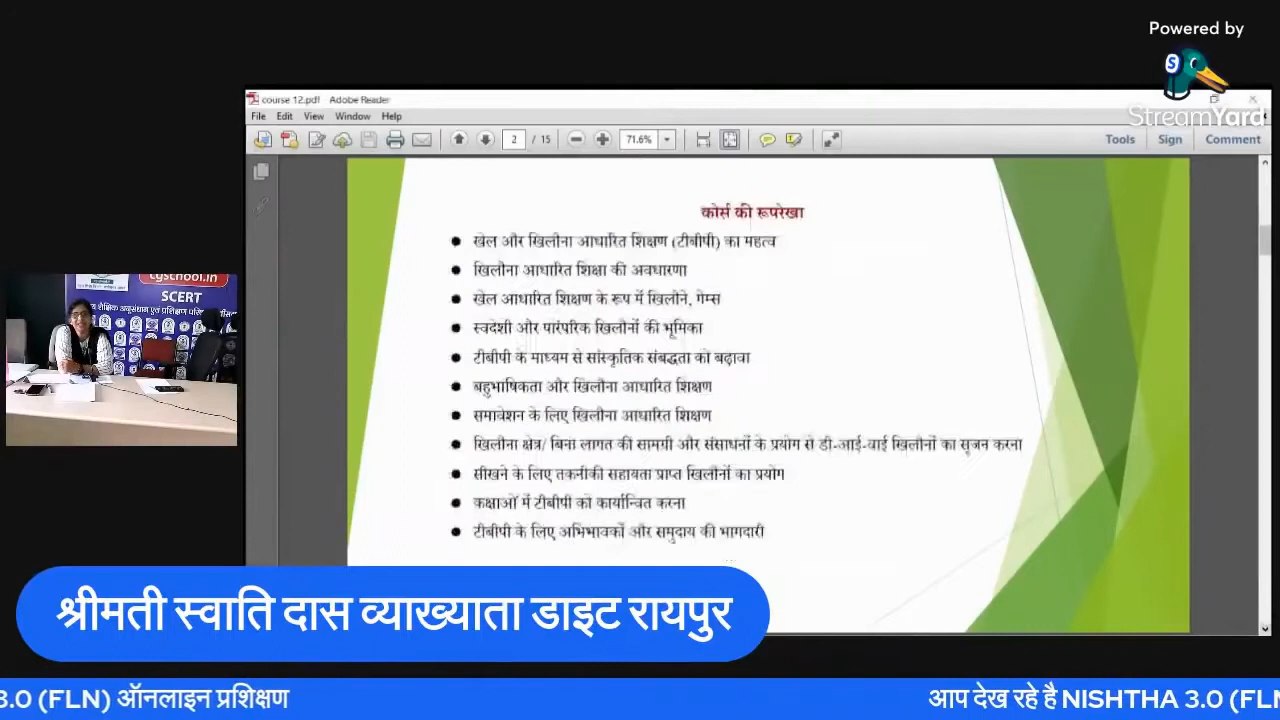 Powered by
StreamYard
course 12.pdf - Adobe Reader
File Edit View Window Help
2 / 15 71.6% Tools Sign Comment
कोर्स की रूपरेखा
खेल और खिलौना आधारित शिक्षण (टीबीपी) का महत्व
खिलौना आधारित शिक्षा की अवधारणा
खेल आधारित शिक्षण के रूप में खिलौने, गेम्स
स्वदेशी और पारंपरिक खिलौनों की भूमिका
टीबीपी के माध्यम से सांस्कृतिक संबद्धता को बढ़ावा
बहुभाषिकता और खिलौना आधारित शिक्षण
समावेशन के लिए खिलौना आधारित शिक्षण
खिलौना क्षेत्र/ बिना लागत की सामग्री और संसाधनों के प्रयोग से डी-आई-वाई खिलौनों का सृजन करना
सीखने के लिए तकनीकी सहायता प्राप्त खिलौनों का प्रयोग
कक्षाओं में टीबीपी को कार्यान्वित करना
टीबीपी के लिए अभिभावकों और समुदाय की भागदारी
cgschool.in
SCERT
श्रीमती स्वाति दास व्याख्याता डाइट रायपुर
3.0 (FLN) ऑनलाइन प्रशिक्षण
आप देख रहे है NISHTHA 3.0 (FLN